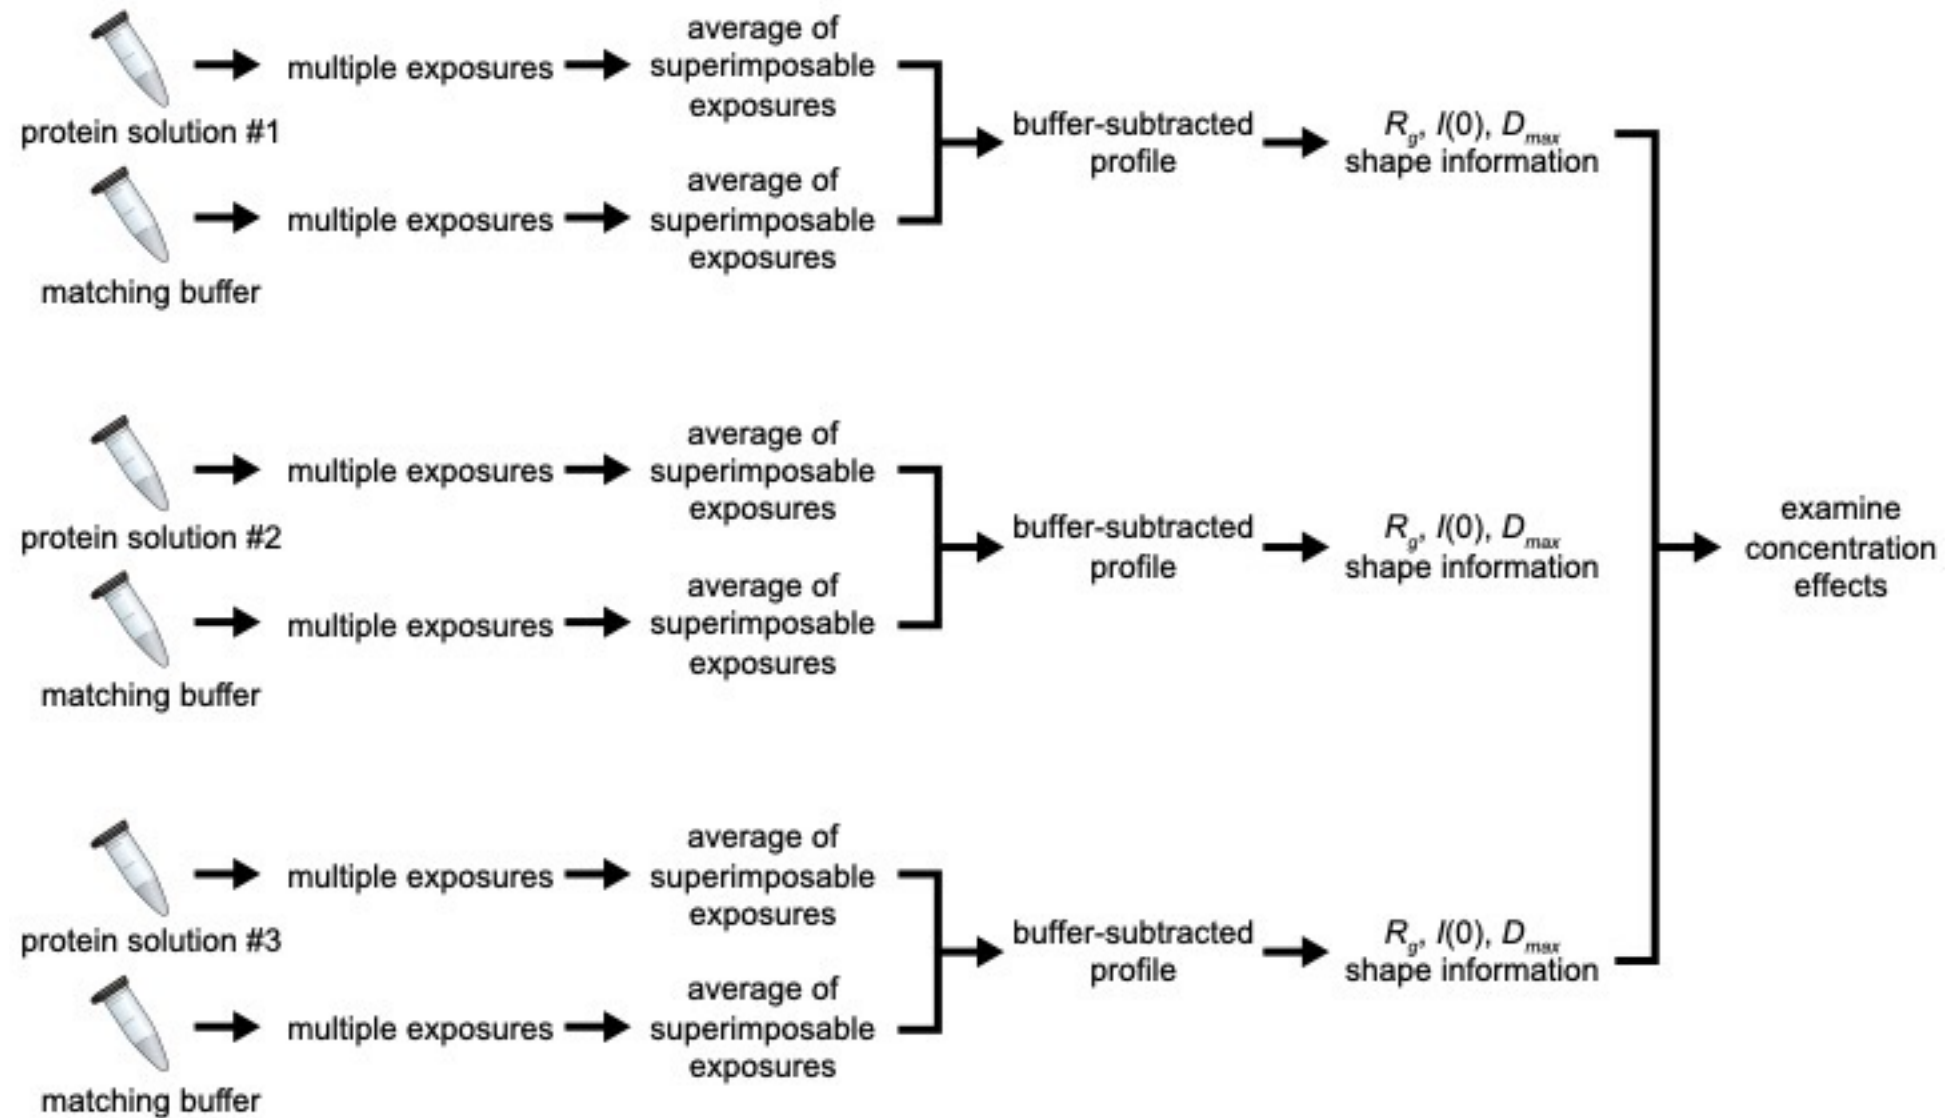 average of
superimposable
exposures
multiple exposures
protein solution #1
average of
superimposable
exposures
multiple exposures
matching buffer
buffer-subtracted
profile
Rg, I(0), Dmax
shape information
average of
superimposable
exposures
multiple exposures
protein solution #2
average of
superimposable
exposures
multiple exposures
matching buffer
buffer-subtracted
profile
Rg, I(0), Dmax
shape information
examine
concentration
effects
average of
superimposable
exposures
multiple exposures
protein solution #3
average of
superimposable
exposures
multiple exposures
matching buffer
buffer-subtracted
profile
Rg, I(0), Dmax
shape information